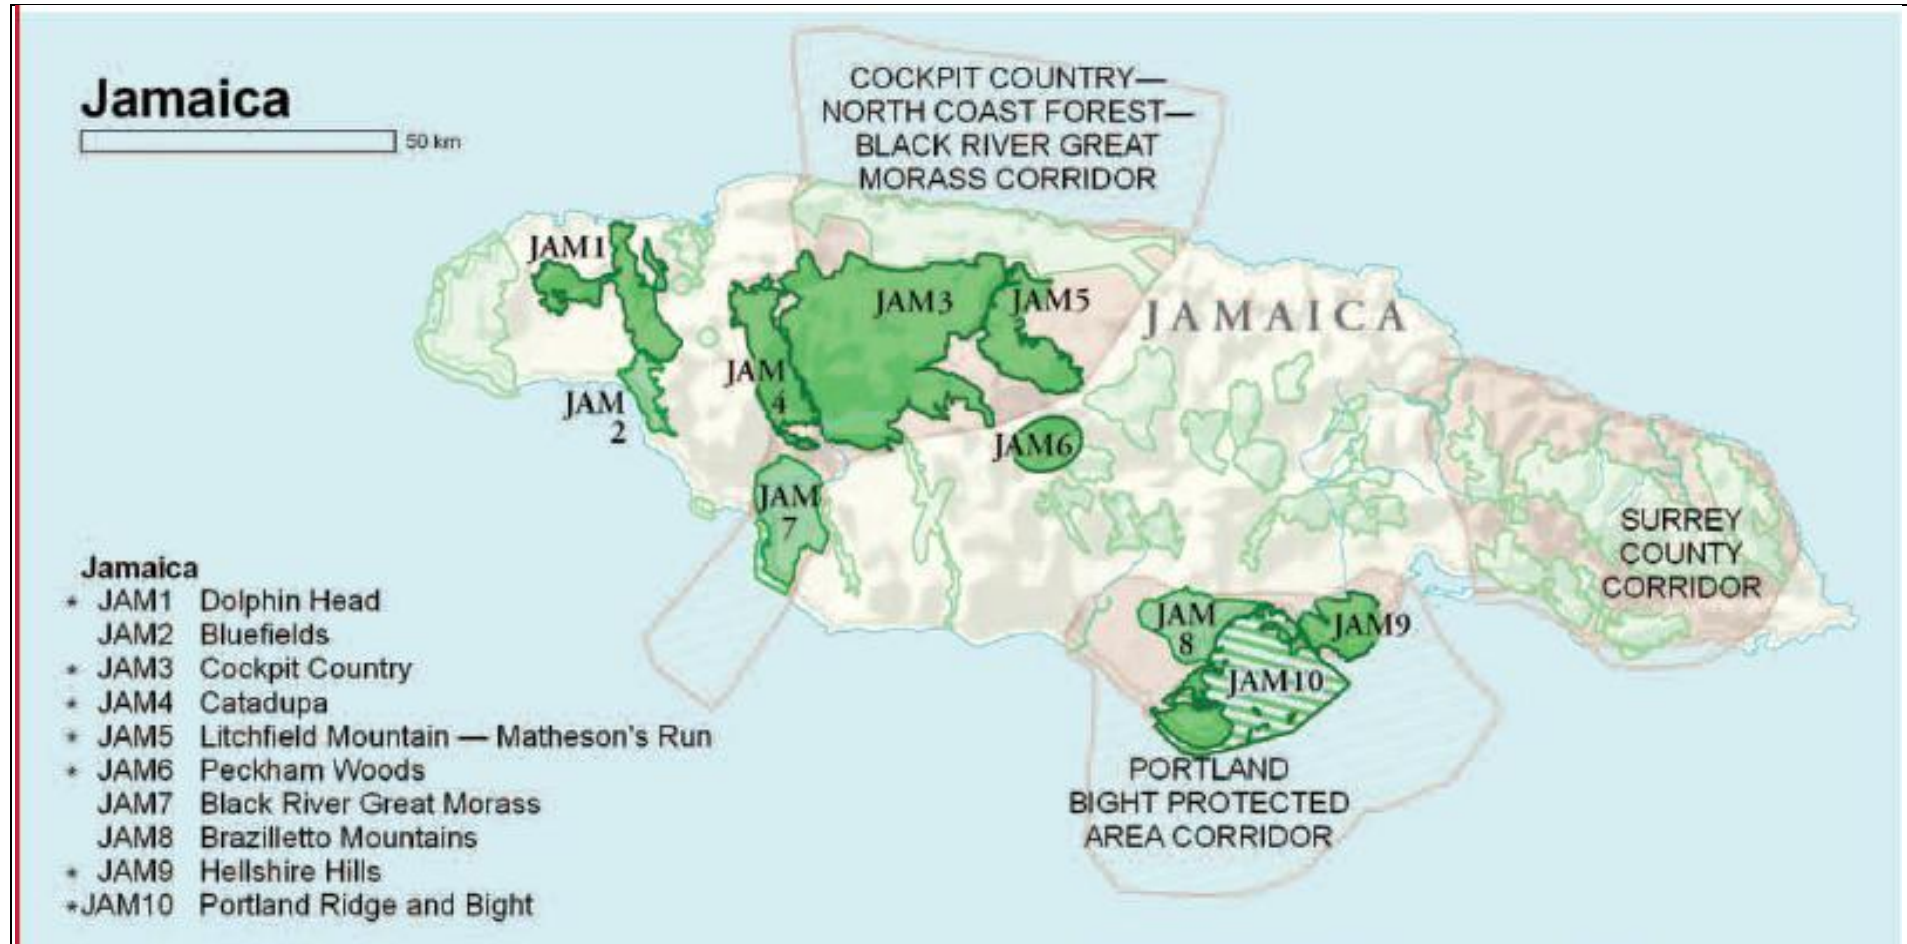 Jamaica
50 km
COCKPIT COUNTRY—
NORTH COAST FOREST—
BLACK RIVER GREAT
MORASS CORRIDOR
JAM1
JAM3
JAM5
JAMAICA
JAM
4
JAM
2
JAM6
JAM
7
SURREY
COUNTY
CORRIDOR
JAM
8
JAM9
JAM10
PORTLAND
BIGHT PROTECTED
AREA CORRIDOR
Jamaica
* JAM1 Dolphin Head
JAM2 Bluefields
* JAM3 Cockpit Country
* JAM4 Catadupa
* JAM5 Litchfield Mountain — Matheson's Run
* JAM6 Peckham Woods
JAM7 Black River Great Morass
JAM8 Brazilletto Mountains
* JAM9 Hellshire Hills
*JAM10 Portland Ridge and Bight